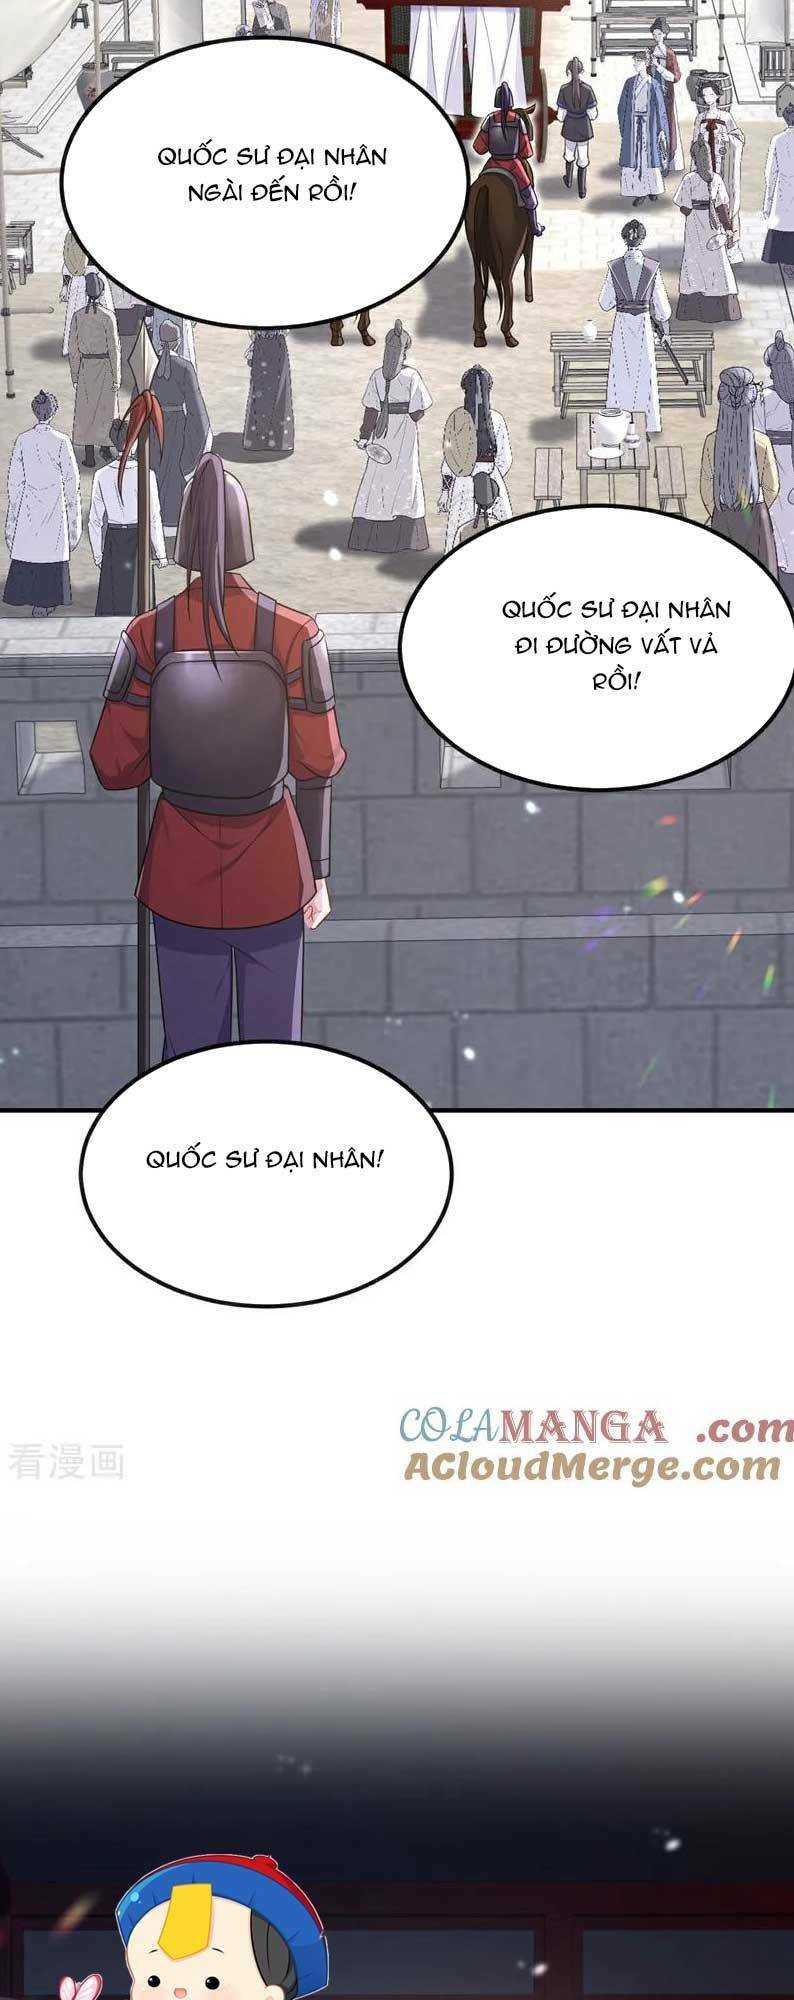 QUỐC SƯ ĐẠI NHÂN
NGÀI ĐẾN RỒI!
QUỐC SƯ ĐẠI NHÂN
ĐI ĐƯỜNG VẤT VẢ
RỒI!
QUỐC SƯ ĐẠI NHÂN!
COLAMANGA .com
看漫画
ACloudMerge.com